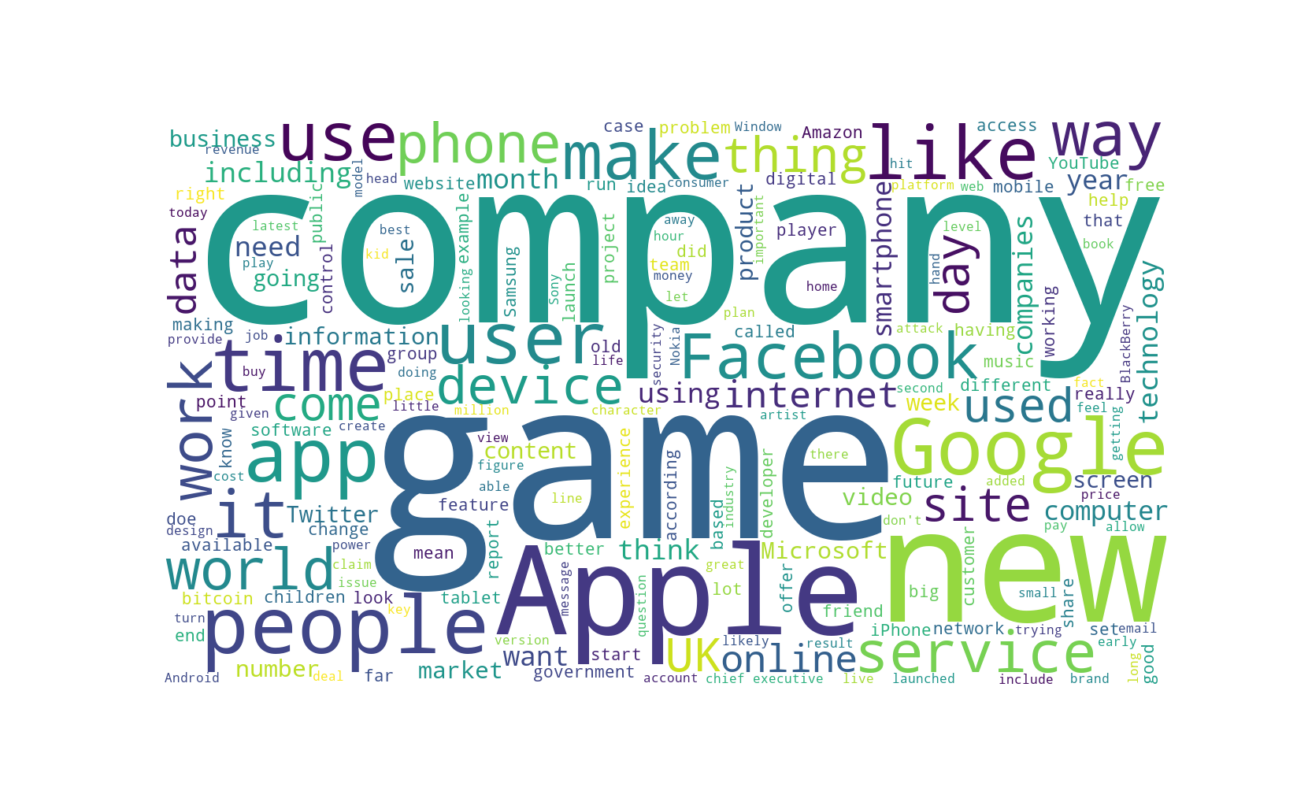 business
revenue
use
phone
case
problem
Window
Amazon
like
access
way
including
model
head
website
month
make
run
idea
consumer
thing
digital
hit
platform
web
mobile
YouTube
year
free
right
public
smartphone
help
today
latest
company
that
data
need
play
going
control
best
kid
sale
looking
example
Samsung
Sony
launch
project
away
hour
did
team
money
let
plan
product
important
player
home
day
hand
level
companies
book
making
provide
job
information
user
old
life
security
Nokia
called
Facebook
attack
having
working
technology
BlackBerry
work
time
buy
group
doing
device
music
point
given
come
place
little
million
using
internet
character
artist
second
week
different
used
fact
really
feel
getting
software
create
know
cost
app
game
view
content
figure
able
line
experience
according
industry
based
developer
there
Google
future
added
screen
price
video
site
computer
don't
pay
allow
doe
design
it
Twitter
change
feature
available
power
mean
report
better
think
Microsoft
new
customer
world
claim
issue
Apple
message
great
question
lot
offer
big
small
share
bitcoin
children
look
tablet
friend
turn
people
key
end
version
want
start
UK
likely
online
result
service
iPhone
network
trying
set
email
early
long
good
number
deal
far
market
government
Android
account
chief executive
live
launched
include
brand